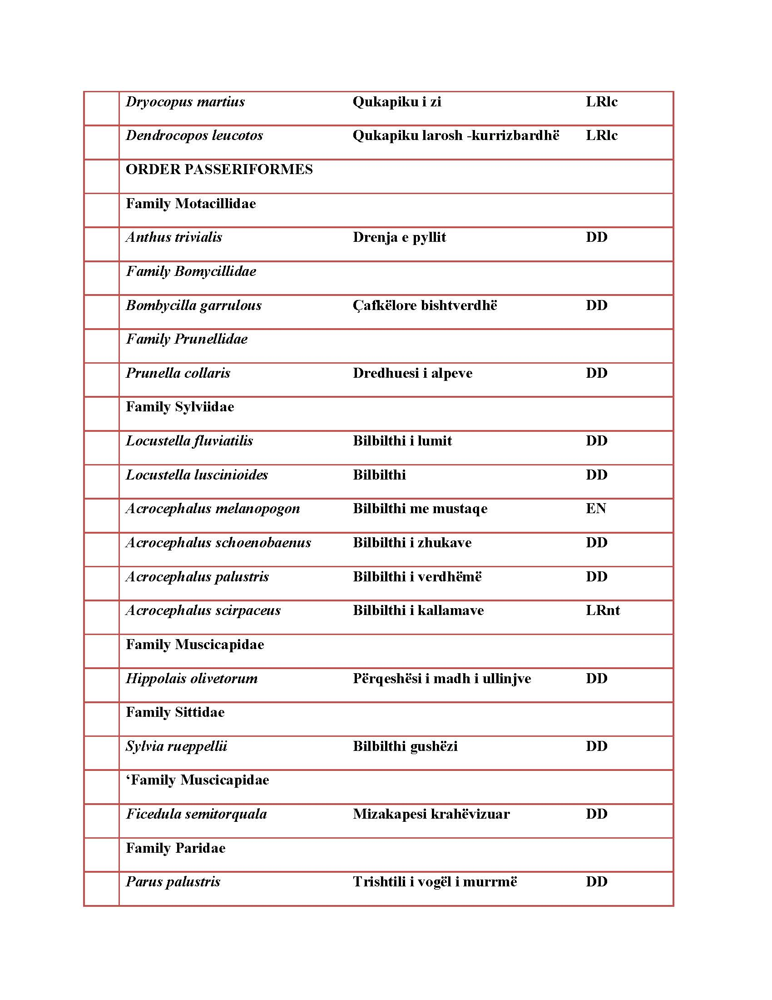 Dryocopus martius Qukapiku i zi LRlc
Dendrocopos leucotos Qukapiku larosh -kurrizbardhë LRlc
ORDER PASSERIFORMES
Family Motacillidae
Anthus trivialis Drenja e pyllit DD
Family Bomycillidae
Bombycilla garrulous Çafkëlore bishtverdhë DD
Family Prunellidae
Prunella collaris Dredhuesi i alpeve DD
Family Sylviidae
Locustella fluviatilis Bilbilthi i lumit DD
Locustella luscinioides Bilbilthi DD
Acrocephalus melanopogon Bilbilthi me mustaqe EN
Acrocephalus schoenobaenus Bilbilthi i zhukave DD
Acrocephalus palustris Bilbilthi i verdhëmë DD
Acrocephalus scirpaceus Bilbilthi i kallamave LRnt
Family Muscicapidae
Hippolais olivetorum Përqeshësi i madh i ullinjve DD
Family Sittidae
Sylvia rueppellii Bilbilthi gushëzi DD
‘Family Muscicapidae
Ficedula semitorquala Mizakapesi krahëvizuar DD
Family Paridae
Parus palustris Trishtili i vogël i murrmë DD